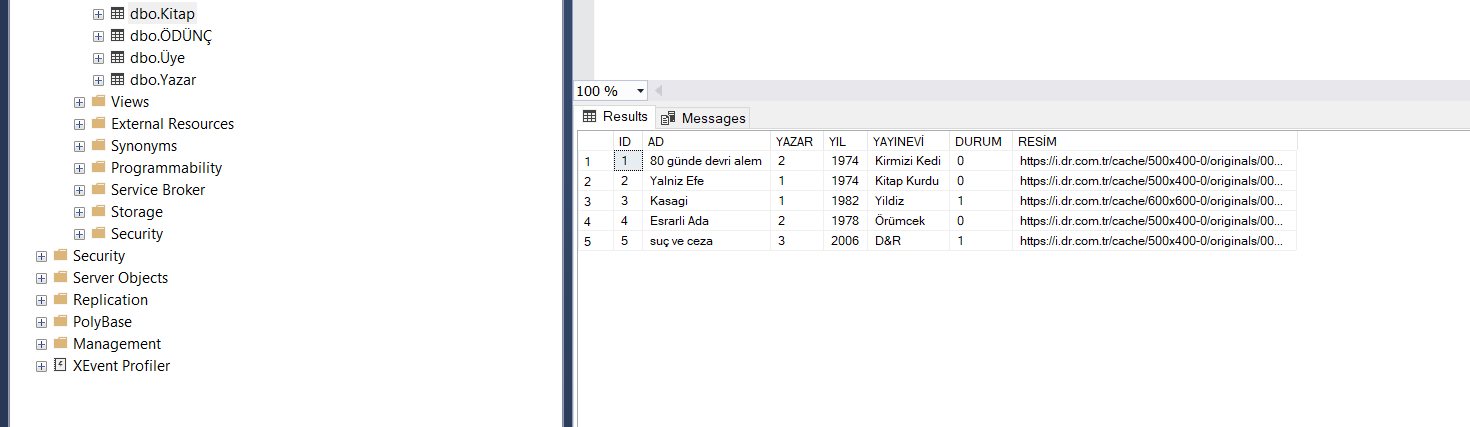 dbo.Kitap
dbo.ÖDÜNÇ
dbo.Üye
dbo.Yazar
Views
External Resources
Synonyms
Programmability
Service Broker
Storage
Security
Security
Server Objects
Replication
PolyBase
Management
XEvent Profiler
100 %
Results Messages
ID AD YAZAR YIL YAYINEVİ DURUM RESİM
1 1 80 günde devri alem 2 1974 Kirmizi Kedi 0 https://i.dr.com.tr/cache/500x400-0/originals/00...
2 2 Yalniz Efe 1 1974 Kitap Kurdu 0 https://i.dr.com.tr/cache/500x400-0/originals/00...
3 3 Kasagi 1 1982 Yildiz 1 https://i.dr.com.tr/cache/600x600-0/originals/00...
4 4 Esrarli Ada 2 1978 Örümcek 0 https://i.dr.com.tr/cache/500x400-0/originals/00...
5 5 suç ve ceza 3 2006 D&R 1 https://i.dr.com.tr/cache/500x400-0/originals/00...